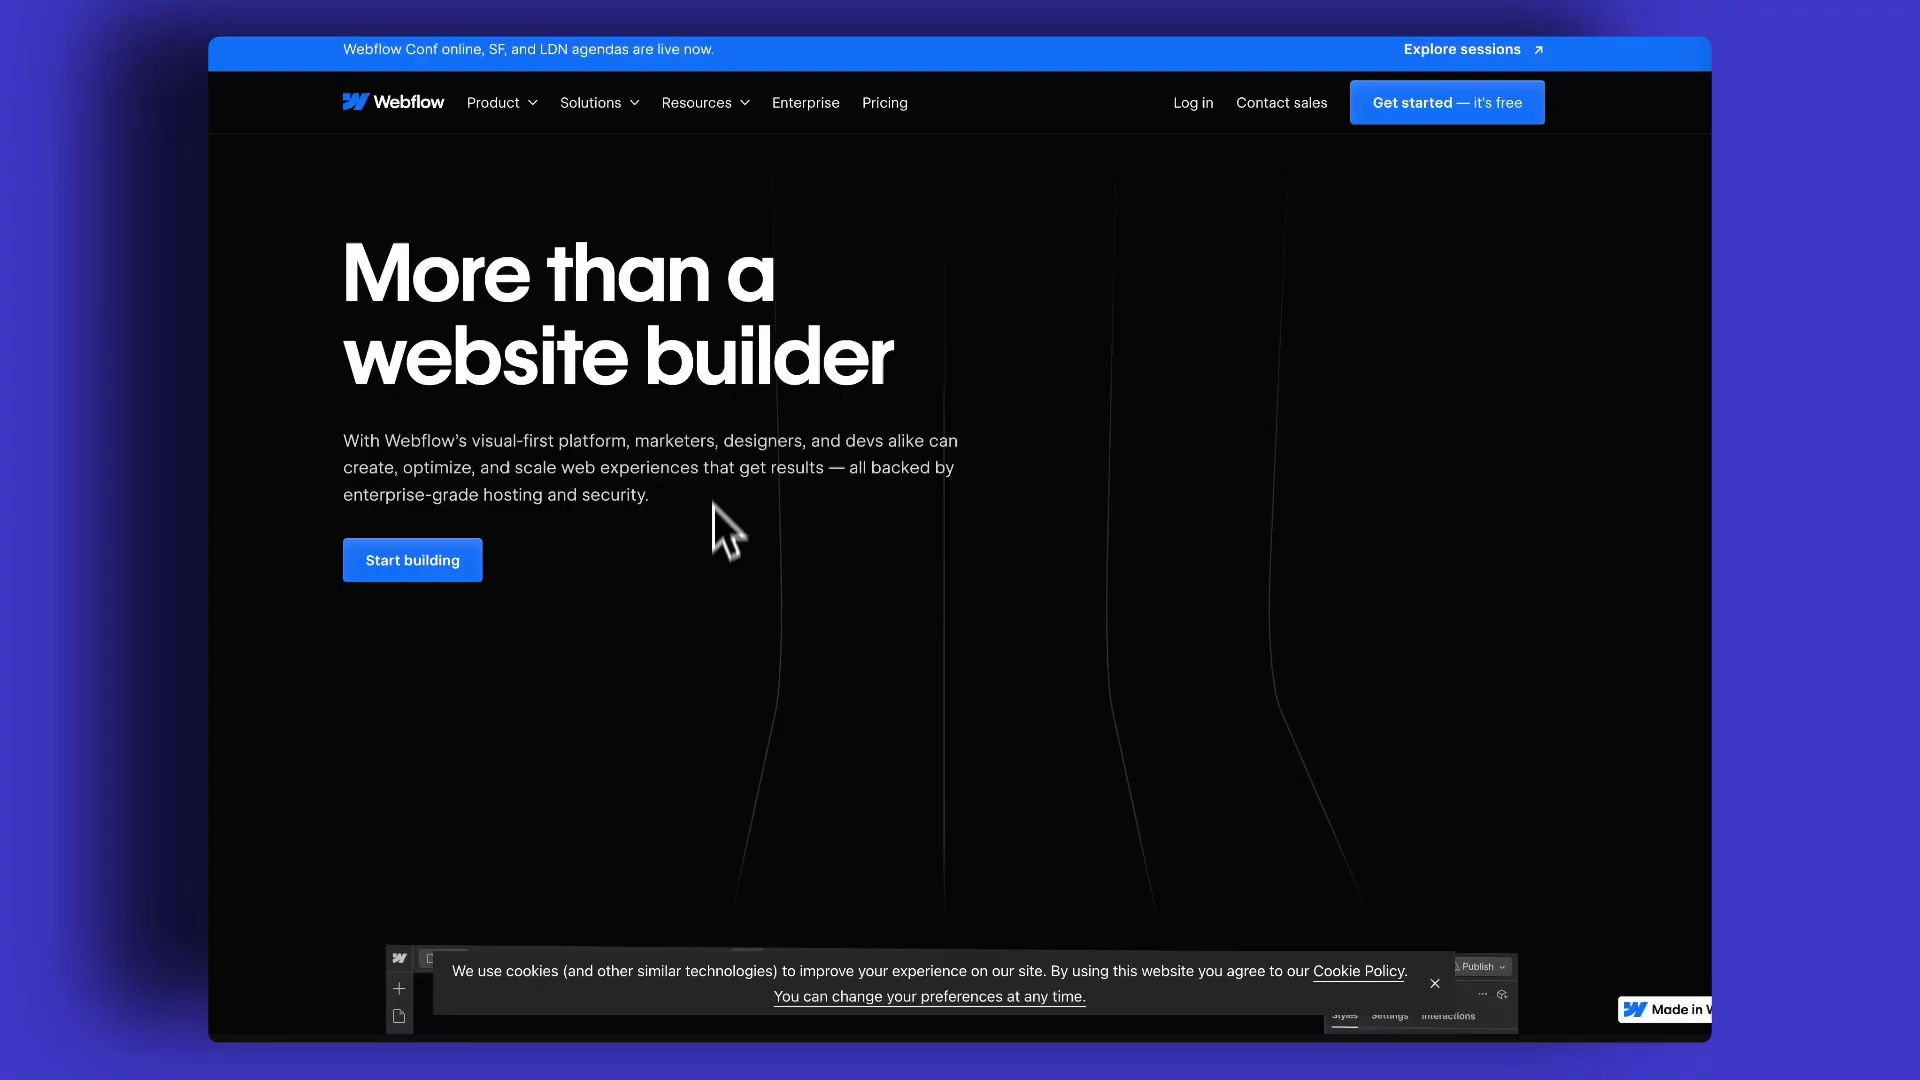 Webflow Conf online, SF, and LDN agendas are live now.
Explore sessions
Webflow
Product
Solutions
Resources
Enterprise
Pricing
Log in
Contact sales
Get started — it's free
More than a
website builder
With Webflow’s visual-first platform, marketers, designers, and devs alike can
create, optimize, and scale web experiences that get results — all backed by
enterprise-grade hosting and security.
Start building
We use cookies (and other similar technologies) to improve your experience on our site. By using this website you agree to our Cookie Policy.
You can change your preferences at any time.
Publish
Styles
Settings
Interactions
Made in W